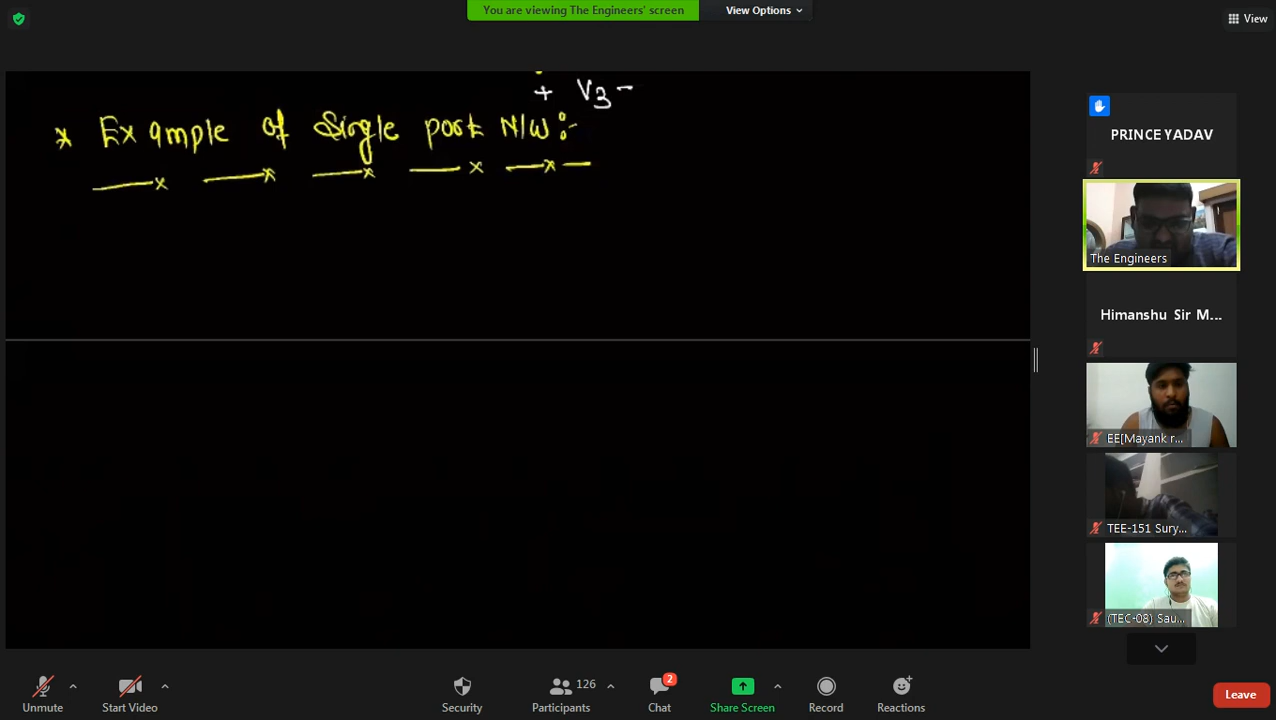 You are viewing The Engineers' screen
View Options
View
+ V3 -
* Example of Single port N/W :-
PRINCE YADAV
The Engineers
Himanshu Sir M...
EE[Mayank r...
TEE-151 Sury...
(TEC-08) Sau...
Unmute
Start Video
Security
126
Participants
2
Chat
Share Screen
Record
Reactions
Leave